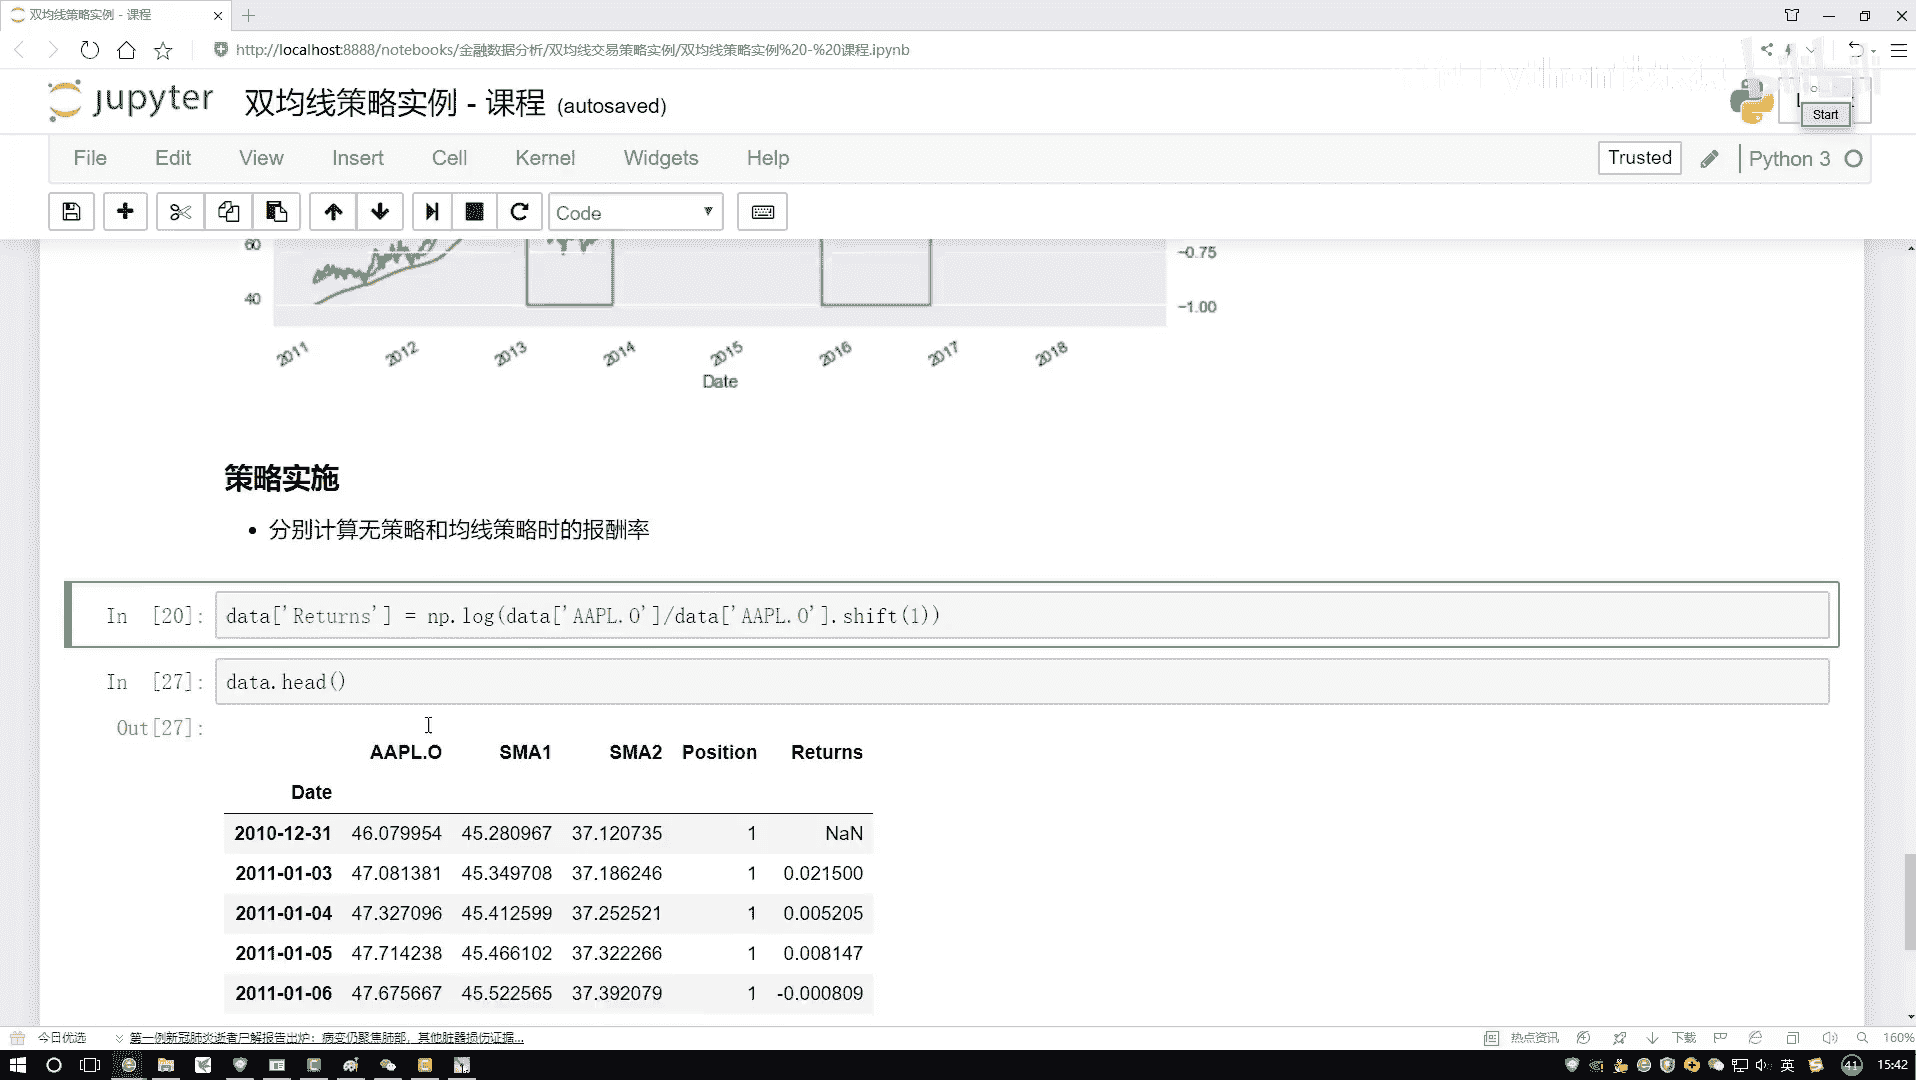 双均线策略实例 - 课程
http://localhost:8888/notebooks/金融数据分析/双均线交易策略实例/双均线策略实例%20-%20课程.ipynb
jupyter 双均线策略实例 - 课程 (autosaved)
Start
File Edit View Insert Cell Kernel Widgets Help
Trusted Python 3
Code
60 −0.75
40 −1.00
2011 2012 2013 2014 2015 2016 2017 2018
Date
策略实施
分别计算无策略和均线策略时的报酬率
In [20]: data['Returns'] = np.log(data['AAPL.O']/data['AAPL.O'].shift(1))
In [27]: data.head()
Out[27]:
AAPL.O SMA1 SMA2 Position Returns
Date
2010-12-31 46.079954 45.280967 37.120735 1 NaN
2011-01-03 47.081381 45.349708 37.186246 1 0.021500
2011-01-04 47.327096 45.412599 37.252521 1 0.005205
2011-01-05 47.714238 45.466102 37.322266 1 0.008147
2011-01-06 47.675667 45.522565 37.392079 1 -0.000809
今日优选 第一例新冠肺炎逝者尸解报告出炉：病变仍聚焦肺部，其他脏器损伤证据... 热点资讯 下载 160%
英 41 15:42